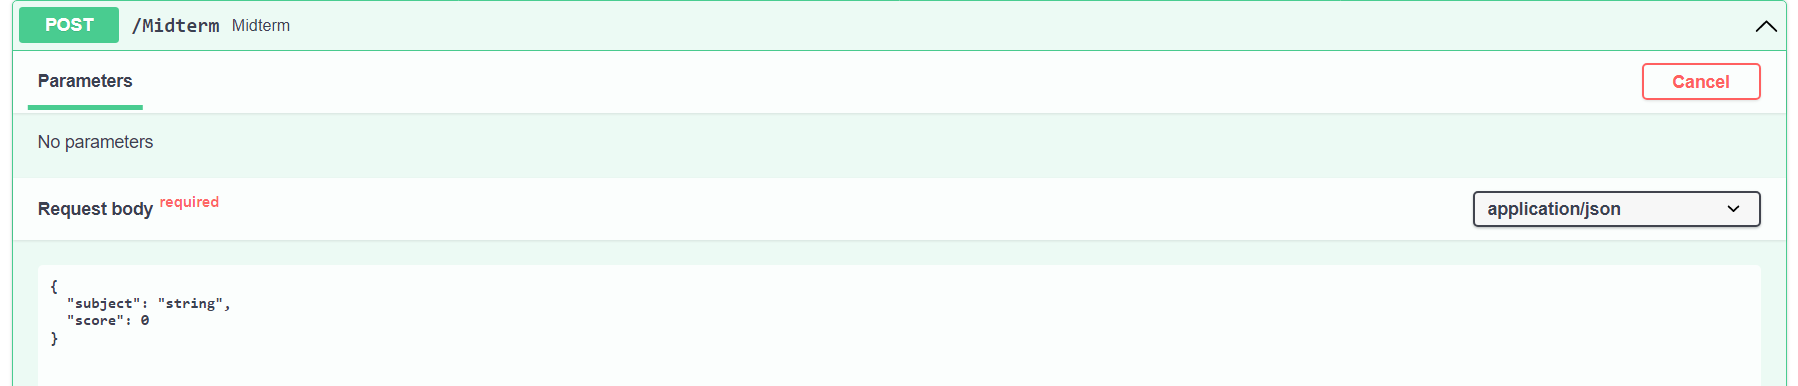 POST /Midterm Midterm
Parameters
Cancel
No parameters
Request body required
application/json
{
  "subject": "string",
  "score": 0
}